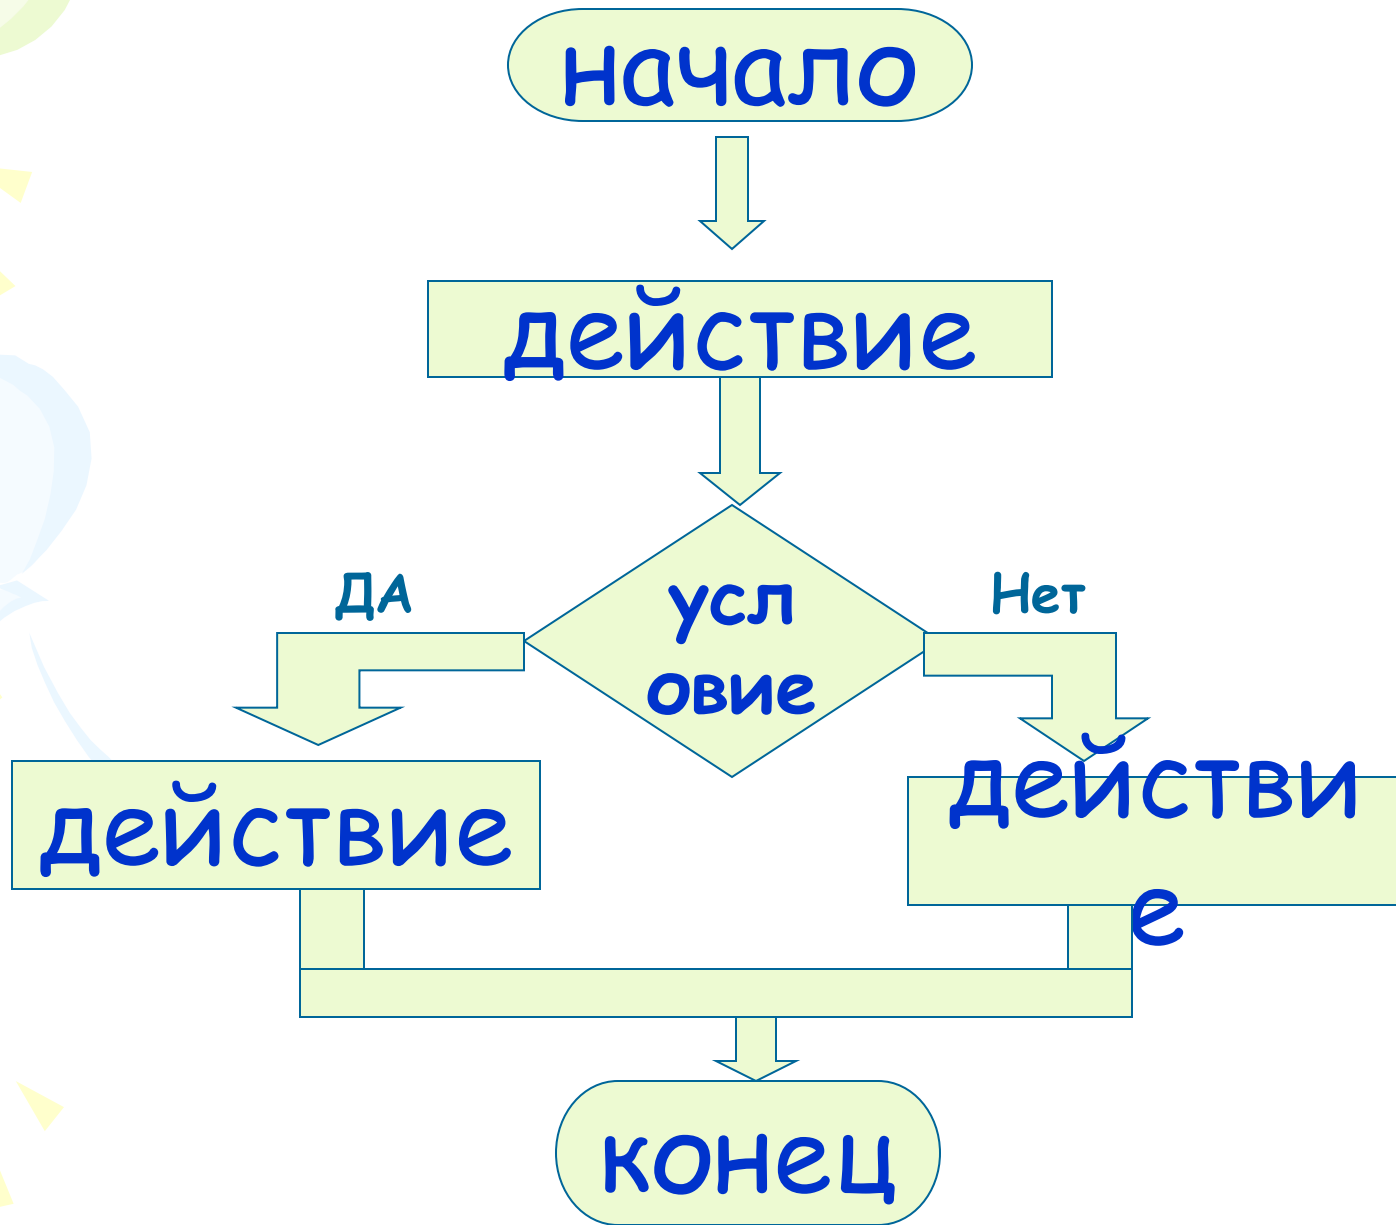 начало
действие
ДА
Нет
усл
овие
действие
действи
е
конец